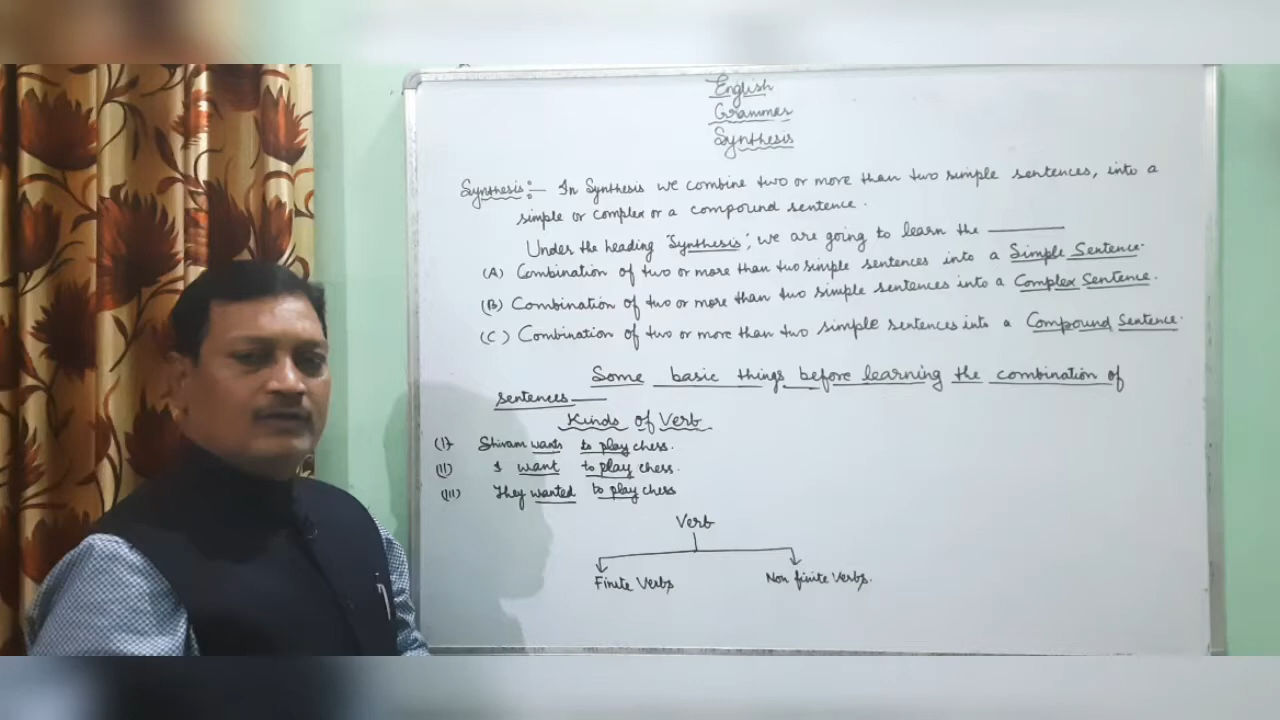 English
Grammer
Synthesis
Synthesis:— In Synthesis we combine two or more than two simple sentences, into a
simple or complex or a compound sentence.
Under the heading 'Synthesis', we are going to learn the ———
(A) Combination of two or more than two simple sentences into a Simple Sentence.
(B) Combination of two or more than two simple sentences into a Complex Sentence.
(C) Combination of two or more than two simple sentences into a Compound Sentence.
Some basic things before learning the combination of
sentences——
Kinds of Verb
(I) Shivam wants to play chess.
(II) I want to play chess.
(III) They wanted to play chess
Verb
Finite Verbs Non finite Verbs.